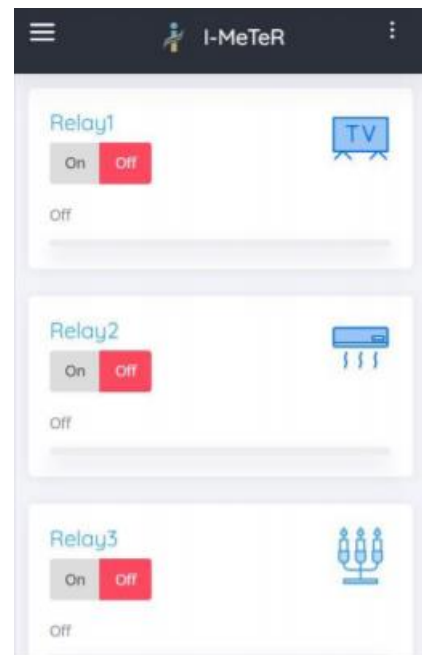 I-MeTeR
Relay1
TV
On Off
Off
Relay2
On Off
Off
Relay3
On Off
Off